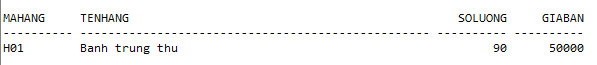 MAHANG TENHANG SOLUONG GIABAN
---------- -------------------------------------------------- ---------- ----------
H01 Banh trung thu 90 50000